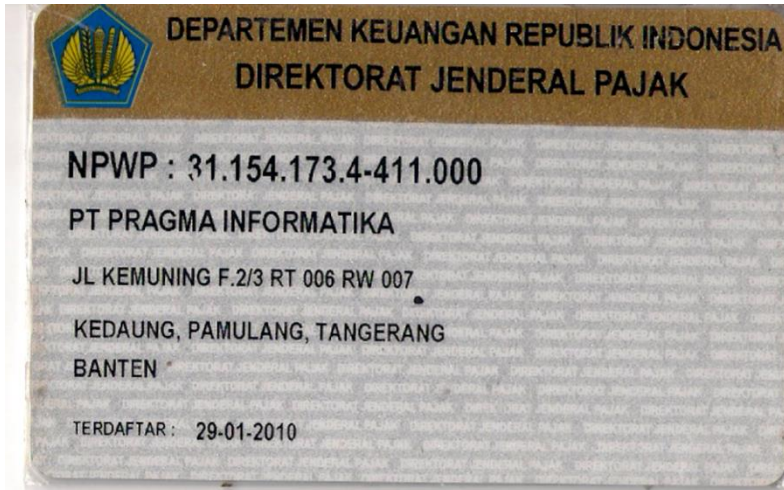 DEPARTEMEN KEUANGAN REPUBLIK INDONESIA
DIREKTORAT JENDERAL PAJAK
NPWP : 31.154.173.4-411.000
PT PRAGMA INFORMATIKA
JL KEMUNING F.2/3 RT 006 RW 007
KEDAUNG, PAMULANG, TANGERANG
BANTEN
TERDAFTAR : 29-01-2010